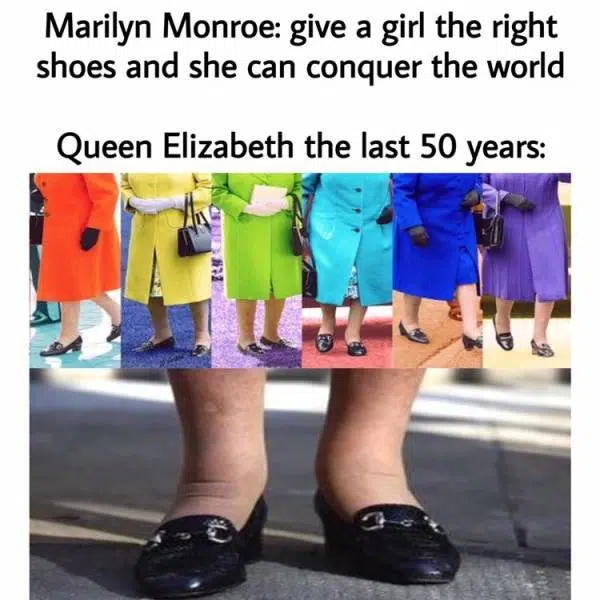 Marilyn Monroe: give a girl the right
shoes and she can conquer the world
Queen Elizabeth the last 50 years: